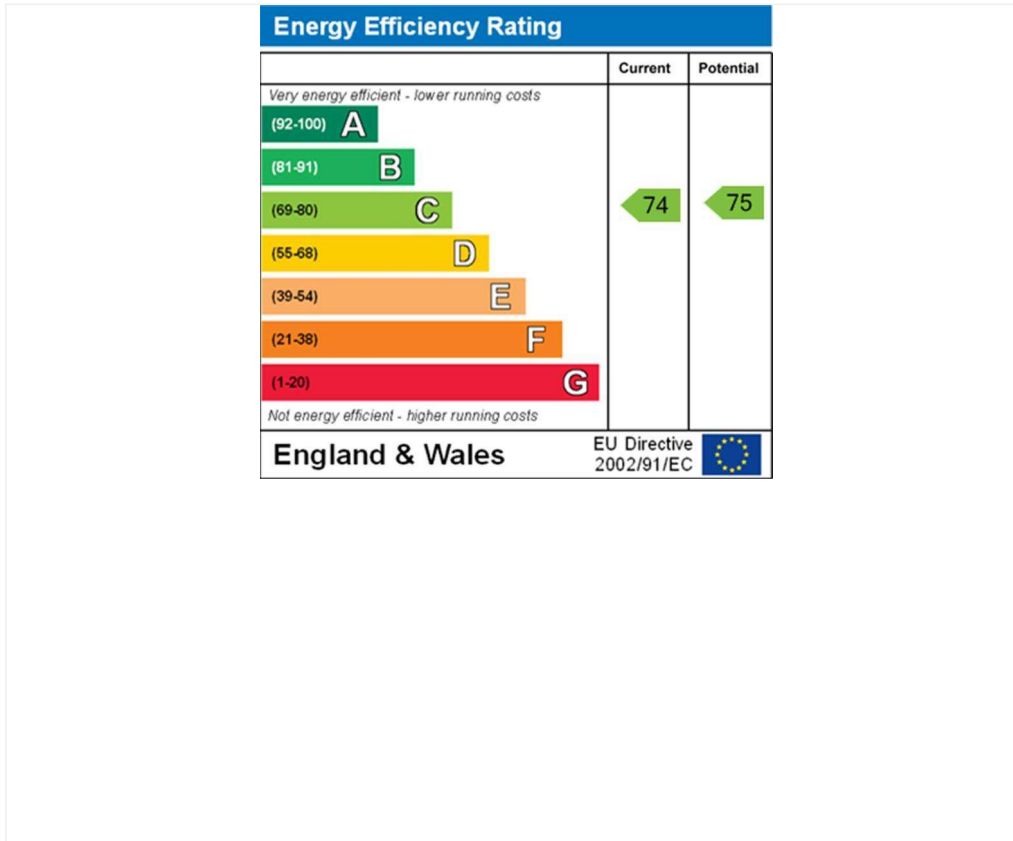 Energy Efficiency Rating
Current Potential
Very energy efficient - lower running costs
(92-100) A
(81-91) B
(69-80) C 74 75
(55-68) D
(39-54) E
(21-38) F
(1-20) G
Not energy efficient - higher running costs
England & Wales EU Directive
2002/91/EC